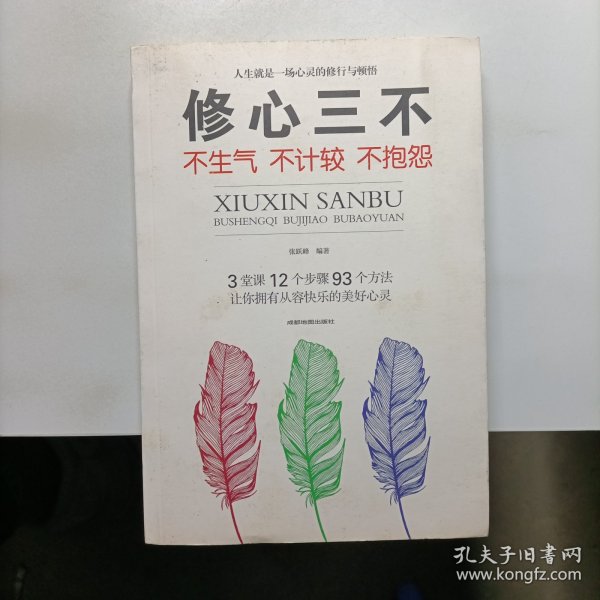 人生就是一场心灵的修行与顿悟
修心三不
不生气 不计较 不抱怨
XIUXIN SANBU
BUSHENGQI BUJIJIAO BUBAOYUAN
张跃峰 编著
3堂课12个步骤93个方法
让你拥有从容快乐的美好心灵
成都地图出版社
孔夫子旧书网
www.kongfz.com